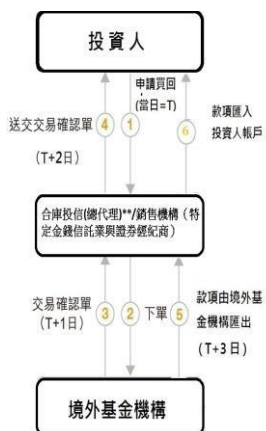 投資人
申請買回
(當日=T)
送交交易確認單
④
①
⑥
款項匯入
投資人帳戶
(T+2日)
合庫投信(總代理)**/銷售機構(特
定金錢信託業與證券經紀商)
交易確認單
(T+1日)
③
②
下單
⑤
款項由境外基
金機構匯出
(T+3日)
境外基金機構